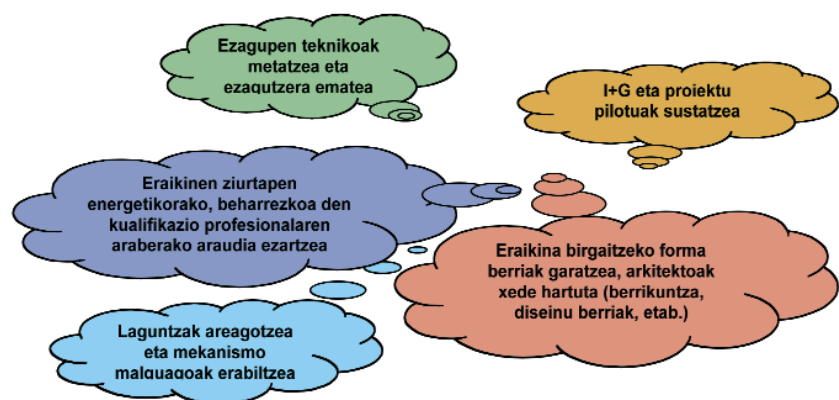 Ezagupen teknikoak
metatzea eta
ezagutzera ematea
I+G eta proiektu
pilotuak sustatzea
Eraikinen ziurtapen
energetikorako, beharrezkoa den
kualifikazio profesionalaren
araberako araudia ezartzea
Eraikina birgaitzeko forma
berriak garatzea, arkitektoak
xede hartuta (berrikuntza,
diseinu berriak, etab.)
Laguntzak areagotzea
eta mekanismo
malguagoak erabiltzea